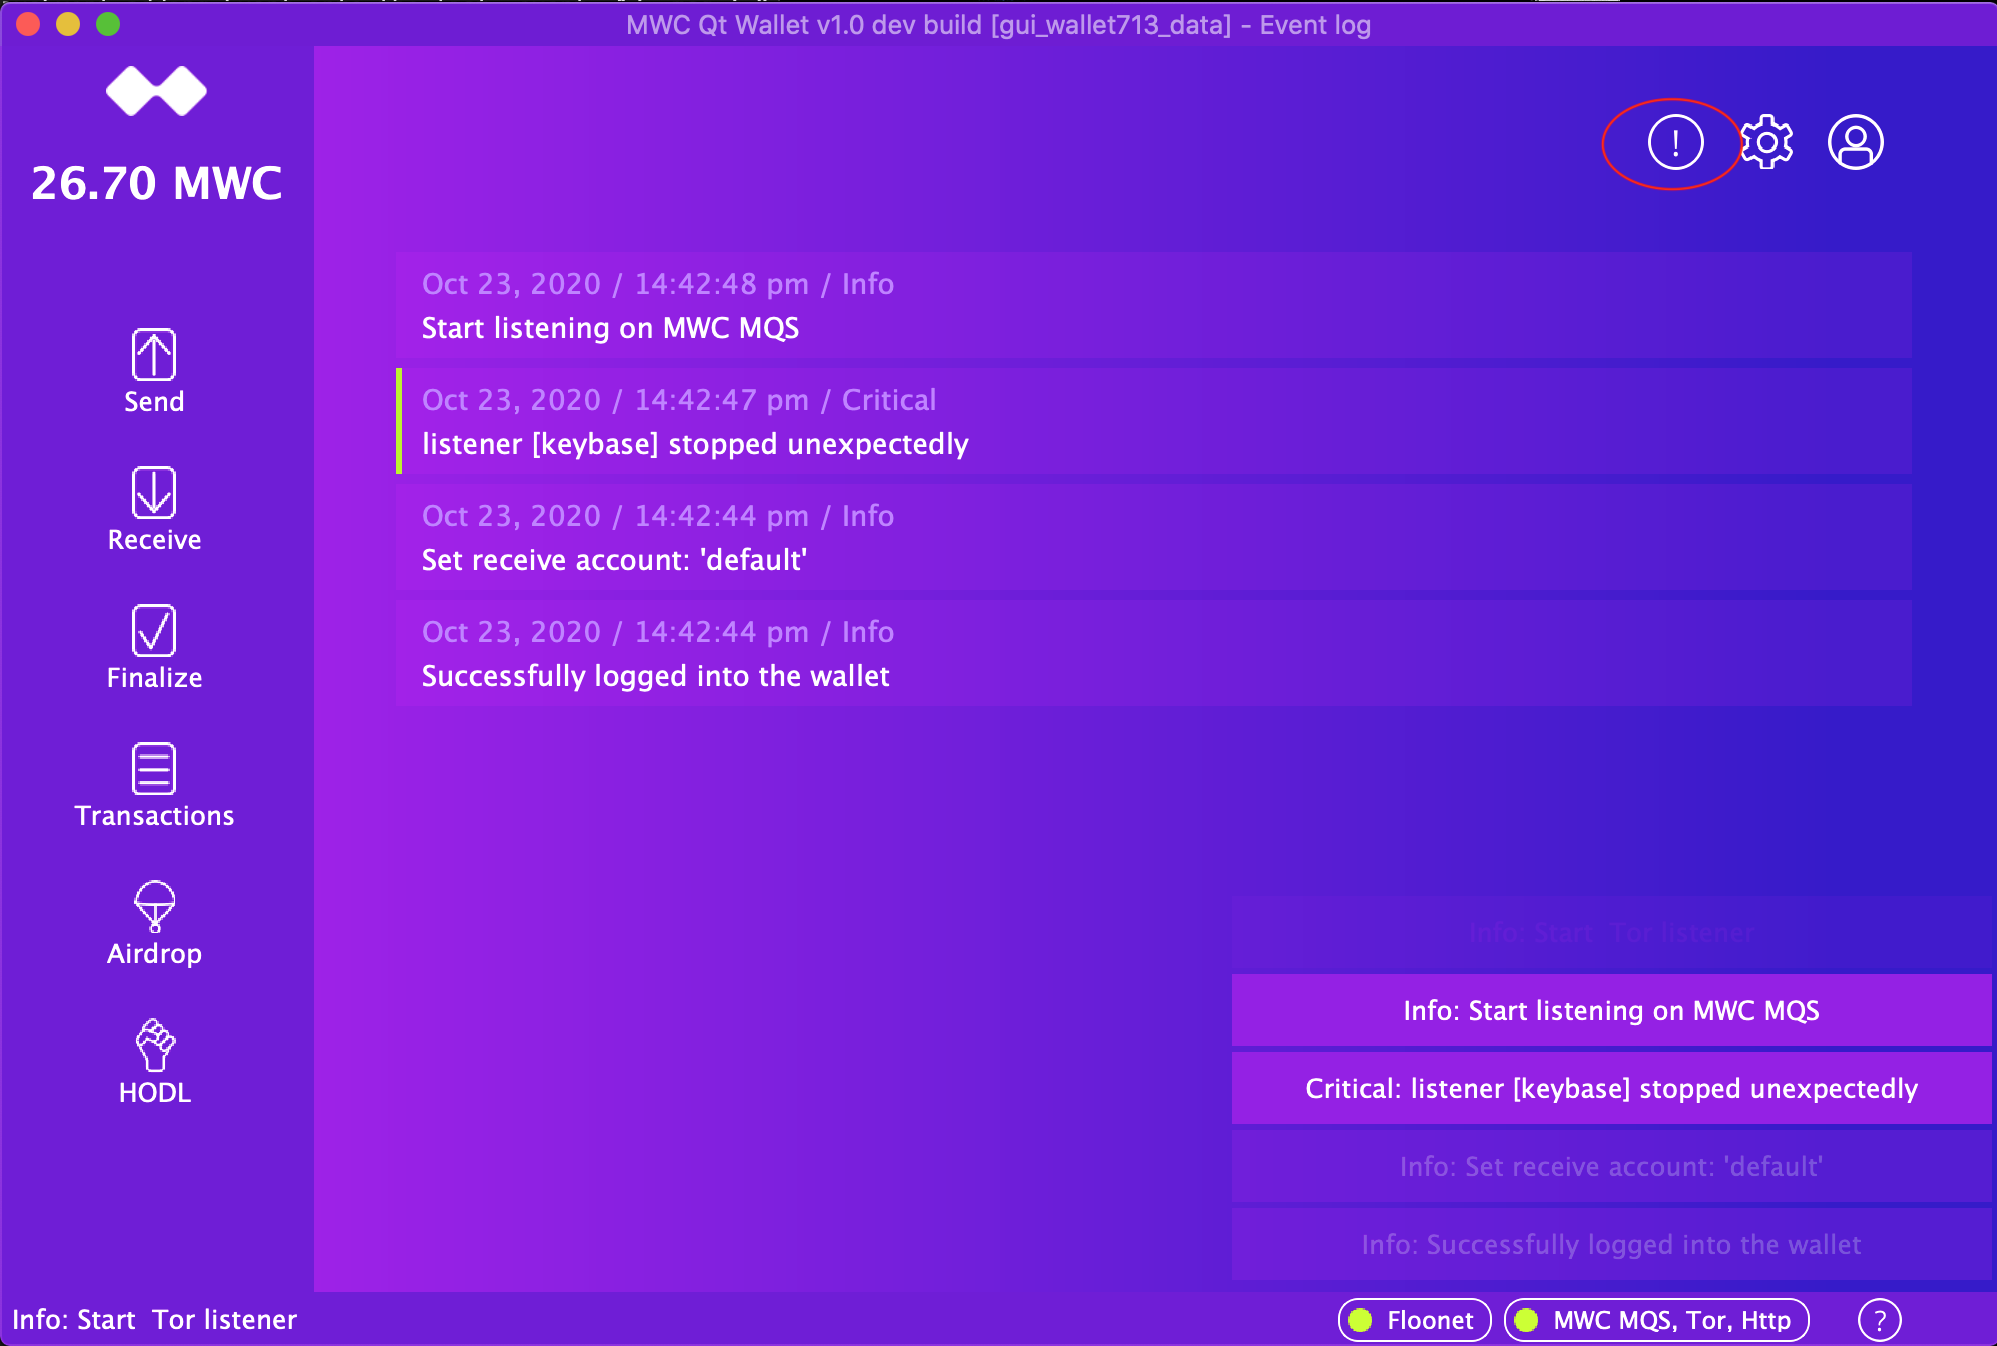 MWC Qt Wallet v1.0 dev build [gui_wallet713_data] - Event log
26.70 MWC
Send
Receive
Finalize
Transactions
Airdrop
HODL
!
Oct 23, 2020 / 14:42:48 pm / Info
Start listening on MWC MQS
Oct 23, 2020 / 14:42:47 pm / Critical
listener [keybase] stopped unexpectedly
Oct 23, 2020 / 14:42:44 pm / Info
Set receive account: 'default'
Oct 23, 2020 / 14:42:44 pm / Info
Successfully logged into the wallet
Info: Start  Tor listener
Info: Start listening on MWC MQS
Critical: listener [keybase] stopped unexpectedly
Info: Set receive account: 'default'
Info: Successfully logged into the wallet
Info: Start  Tor listener
Floonet
MWC MQS, Tor, Http
?